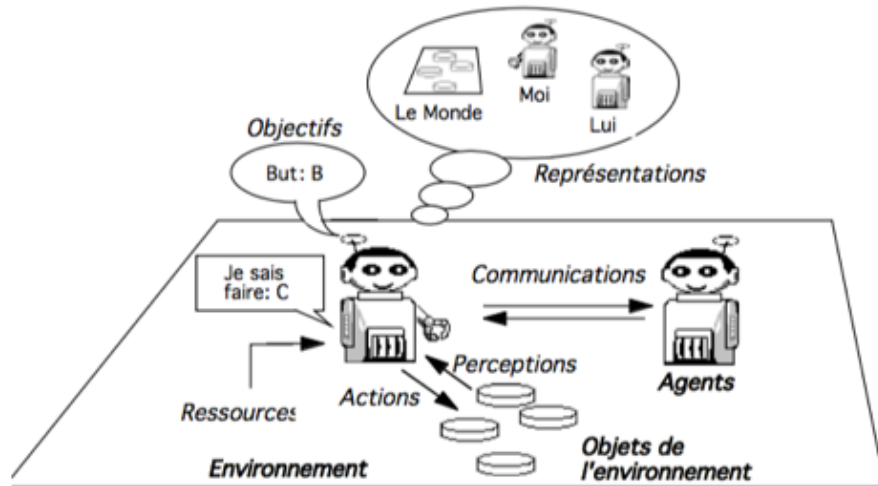 Le Monde
Moi
Lui
Objectifs
But: B
Représentations
Je sais
faire: C
Communications
Perceptions
Agents
Ressources
Actions
Objets de
l'environnement
Environnement